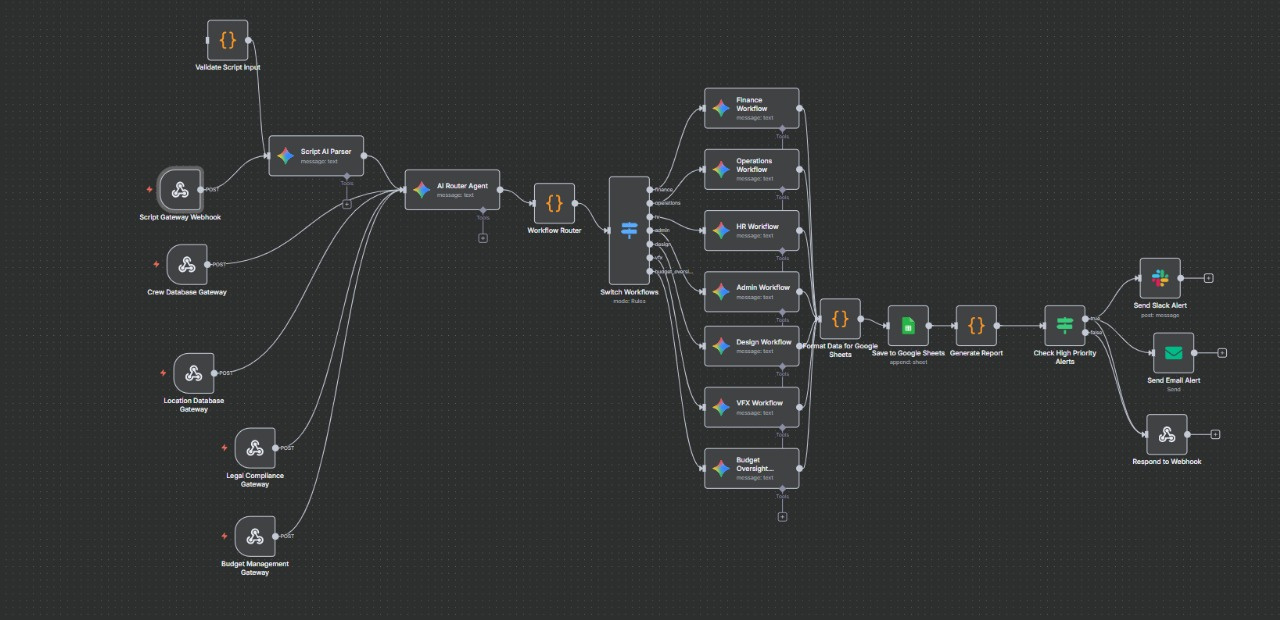 Validate Script Input
Script AI Parser
message: text
Tools
POST
Script Gateway Webhook
AI Router Agent
message: text
Tools
Workflow Router
POST
Crew Database Gateway
POST
Location Database
Gateway
POST
Legal Compliance
Gateway
POST
Budget Management
Gateway
finance
operations
hr
admin
design
vfx
budget_oversi...
Switch Workflows
mode: Rules
Finance
Workflow
message: text
Tools
Operations
Workflow
message: text
Tools
HR Workflow
message: text
Tools
Admin Workflow
message: text
Tools
Design Workflow
message: text
Tools
VFX Workflow
message: text
Tools
Budget
Oversight...
message: text
Tools
Format Data for Google
Sheets
Save to Google Sheets
append: sheet
Generate Report
true
false
Check High Priority
Alerts
Send Slack Alert
post: message
Send Email Alert
Send
Respond to Webhook